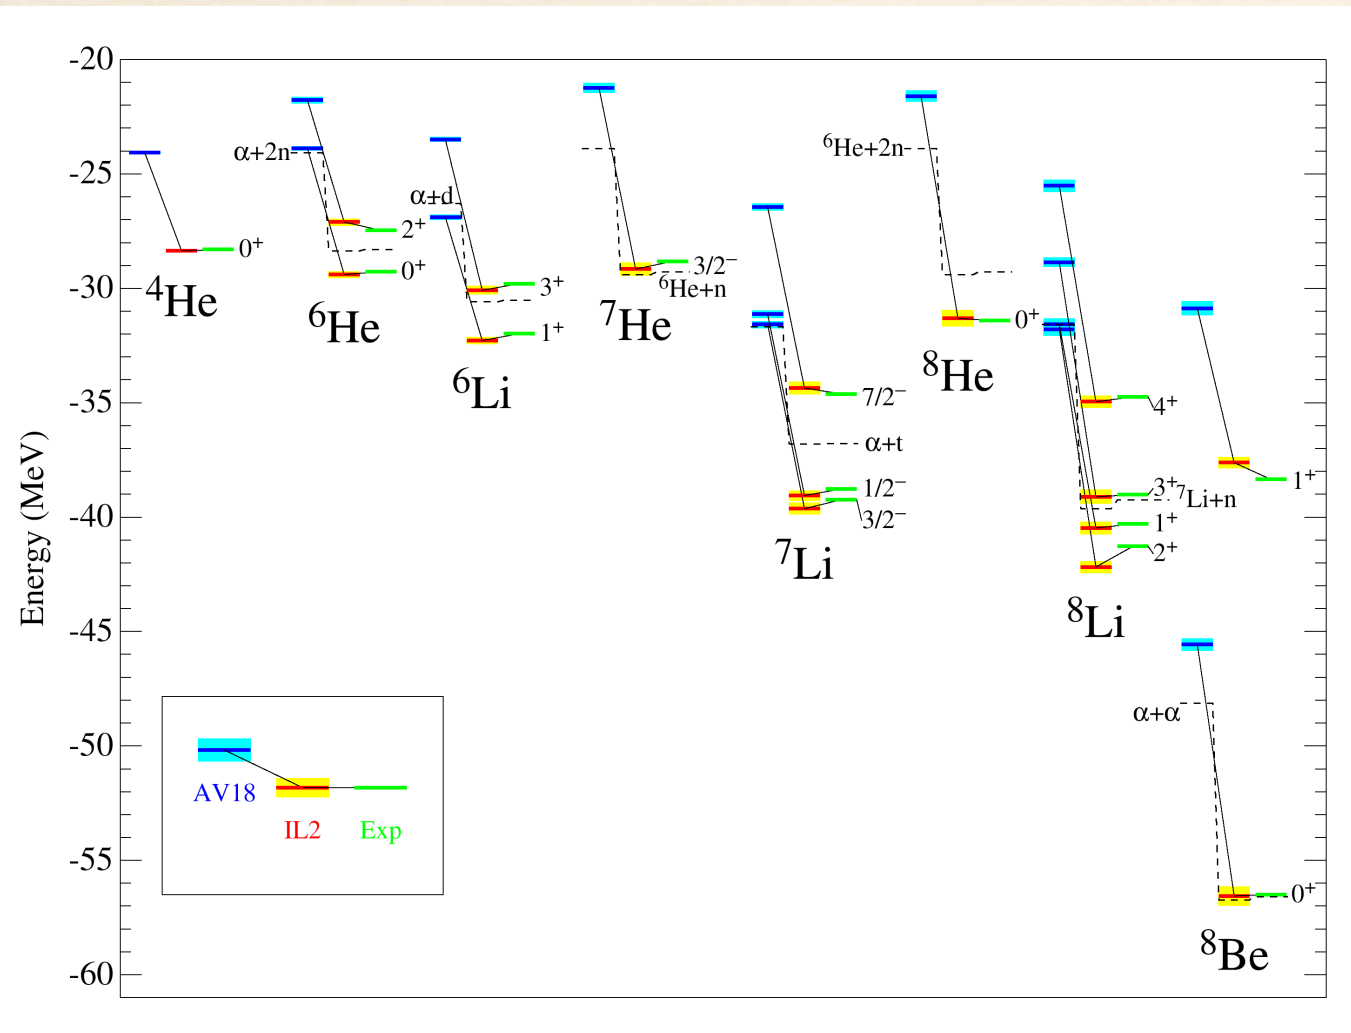 Energy (MeV)
-20
-25
-30
-35
-40
-45
-50
-55
-60
0⁺
⁴He
α+2n
2⁺
0⁺
⁶He
α+d
3⁺
1⁺
⁶Li
3/2⁻
⁶He+n
⁷He
7/2⁻
α+t
1/2⁻
3/2⁻
⁷Li
⁶He+2n
0⁺
⁸He
4⁺
3⁺
⁷Li+n
1⁺
2⁺
⁸Li
1⁺
α+α
0⁺
⁸Be
AV18
IL2
Exp